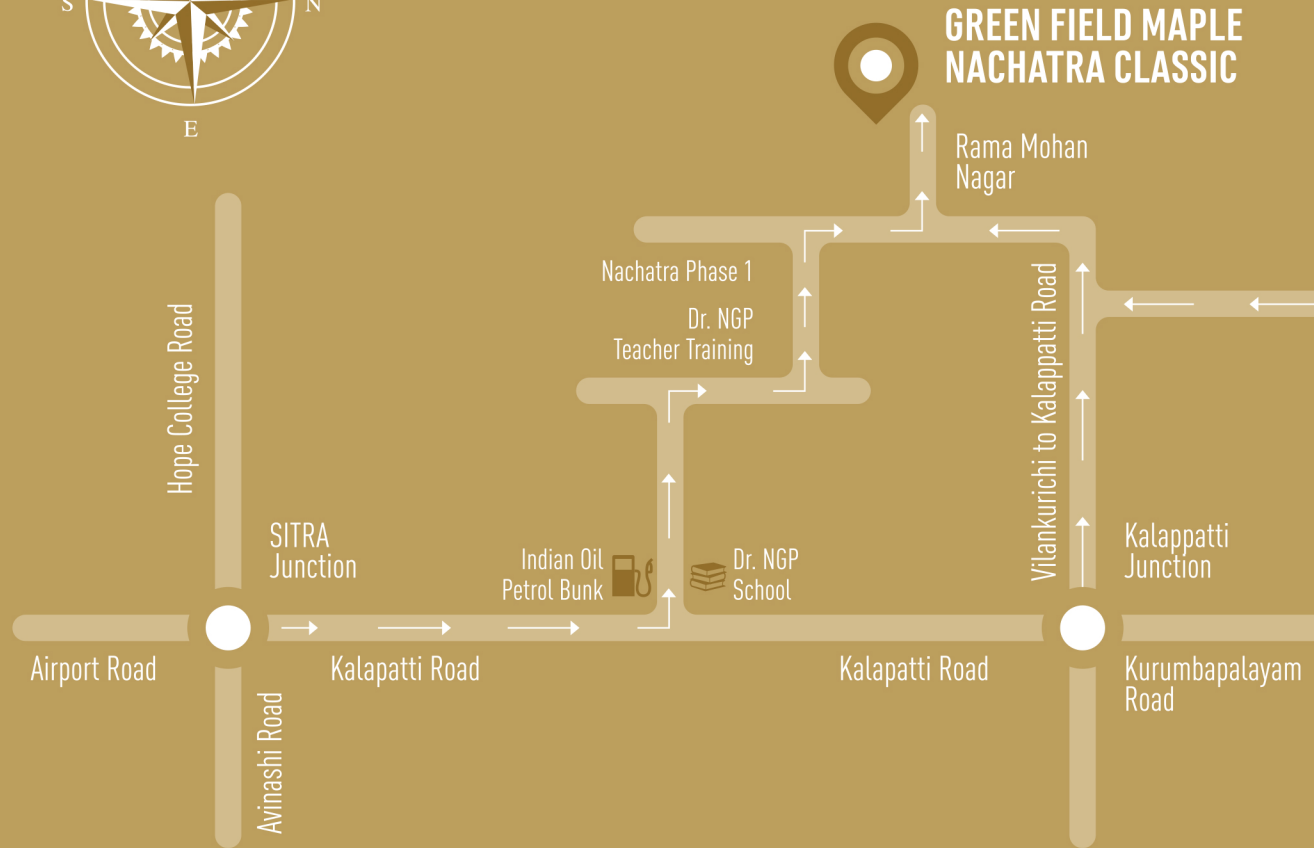 S
N
E
GREEN FIELD MAPLE
NACHATRA CLASSIC
Rama Mohan
Nagar
Nachatra Phase 1
Dr. NGP
Teacher Training
Hope College Road
Vilankurichi to Kalappatti Road
SITRA
Junction
Indian Oil
Petrol Bunk
Dr. NGP
School
Kalappatti
Junction
Airport Road
Kalapatti Road
Kalapatti Road
Kurumbapalayam
Road
Avinashi Road